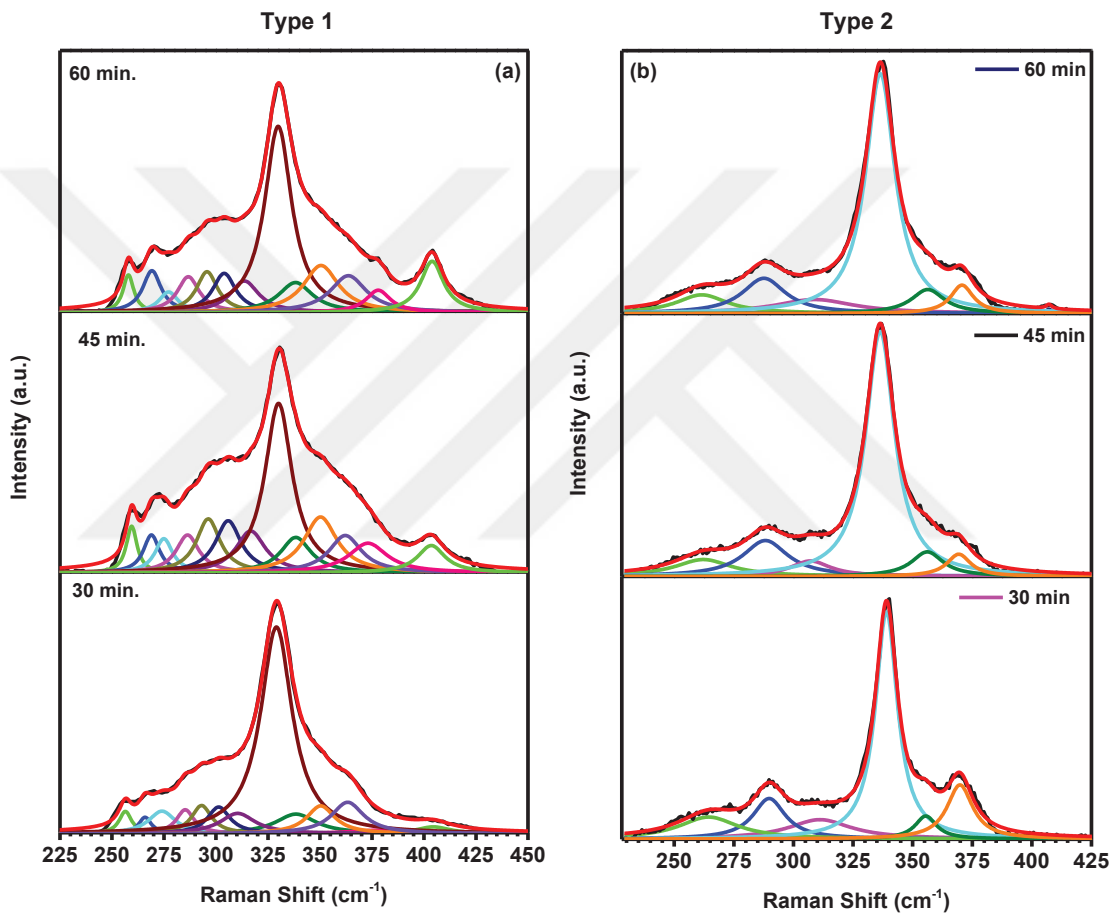 Type 1
Type 2
60 min.
(a)
45 min.
30 min.
Intensity (a.u.)
225 250 275 300 325 350 375 400 425 450
Raman Shift (cm⁻¹)
(b)
60 min
45 min
30 min
Intensity (a.u.)
250 275 300 325 350 375 400 425
Raman Shift (cm⁻¹)